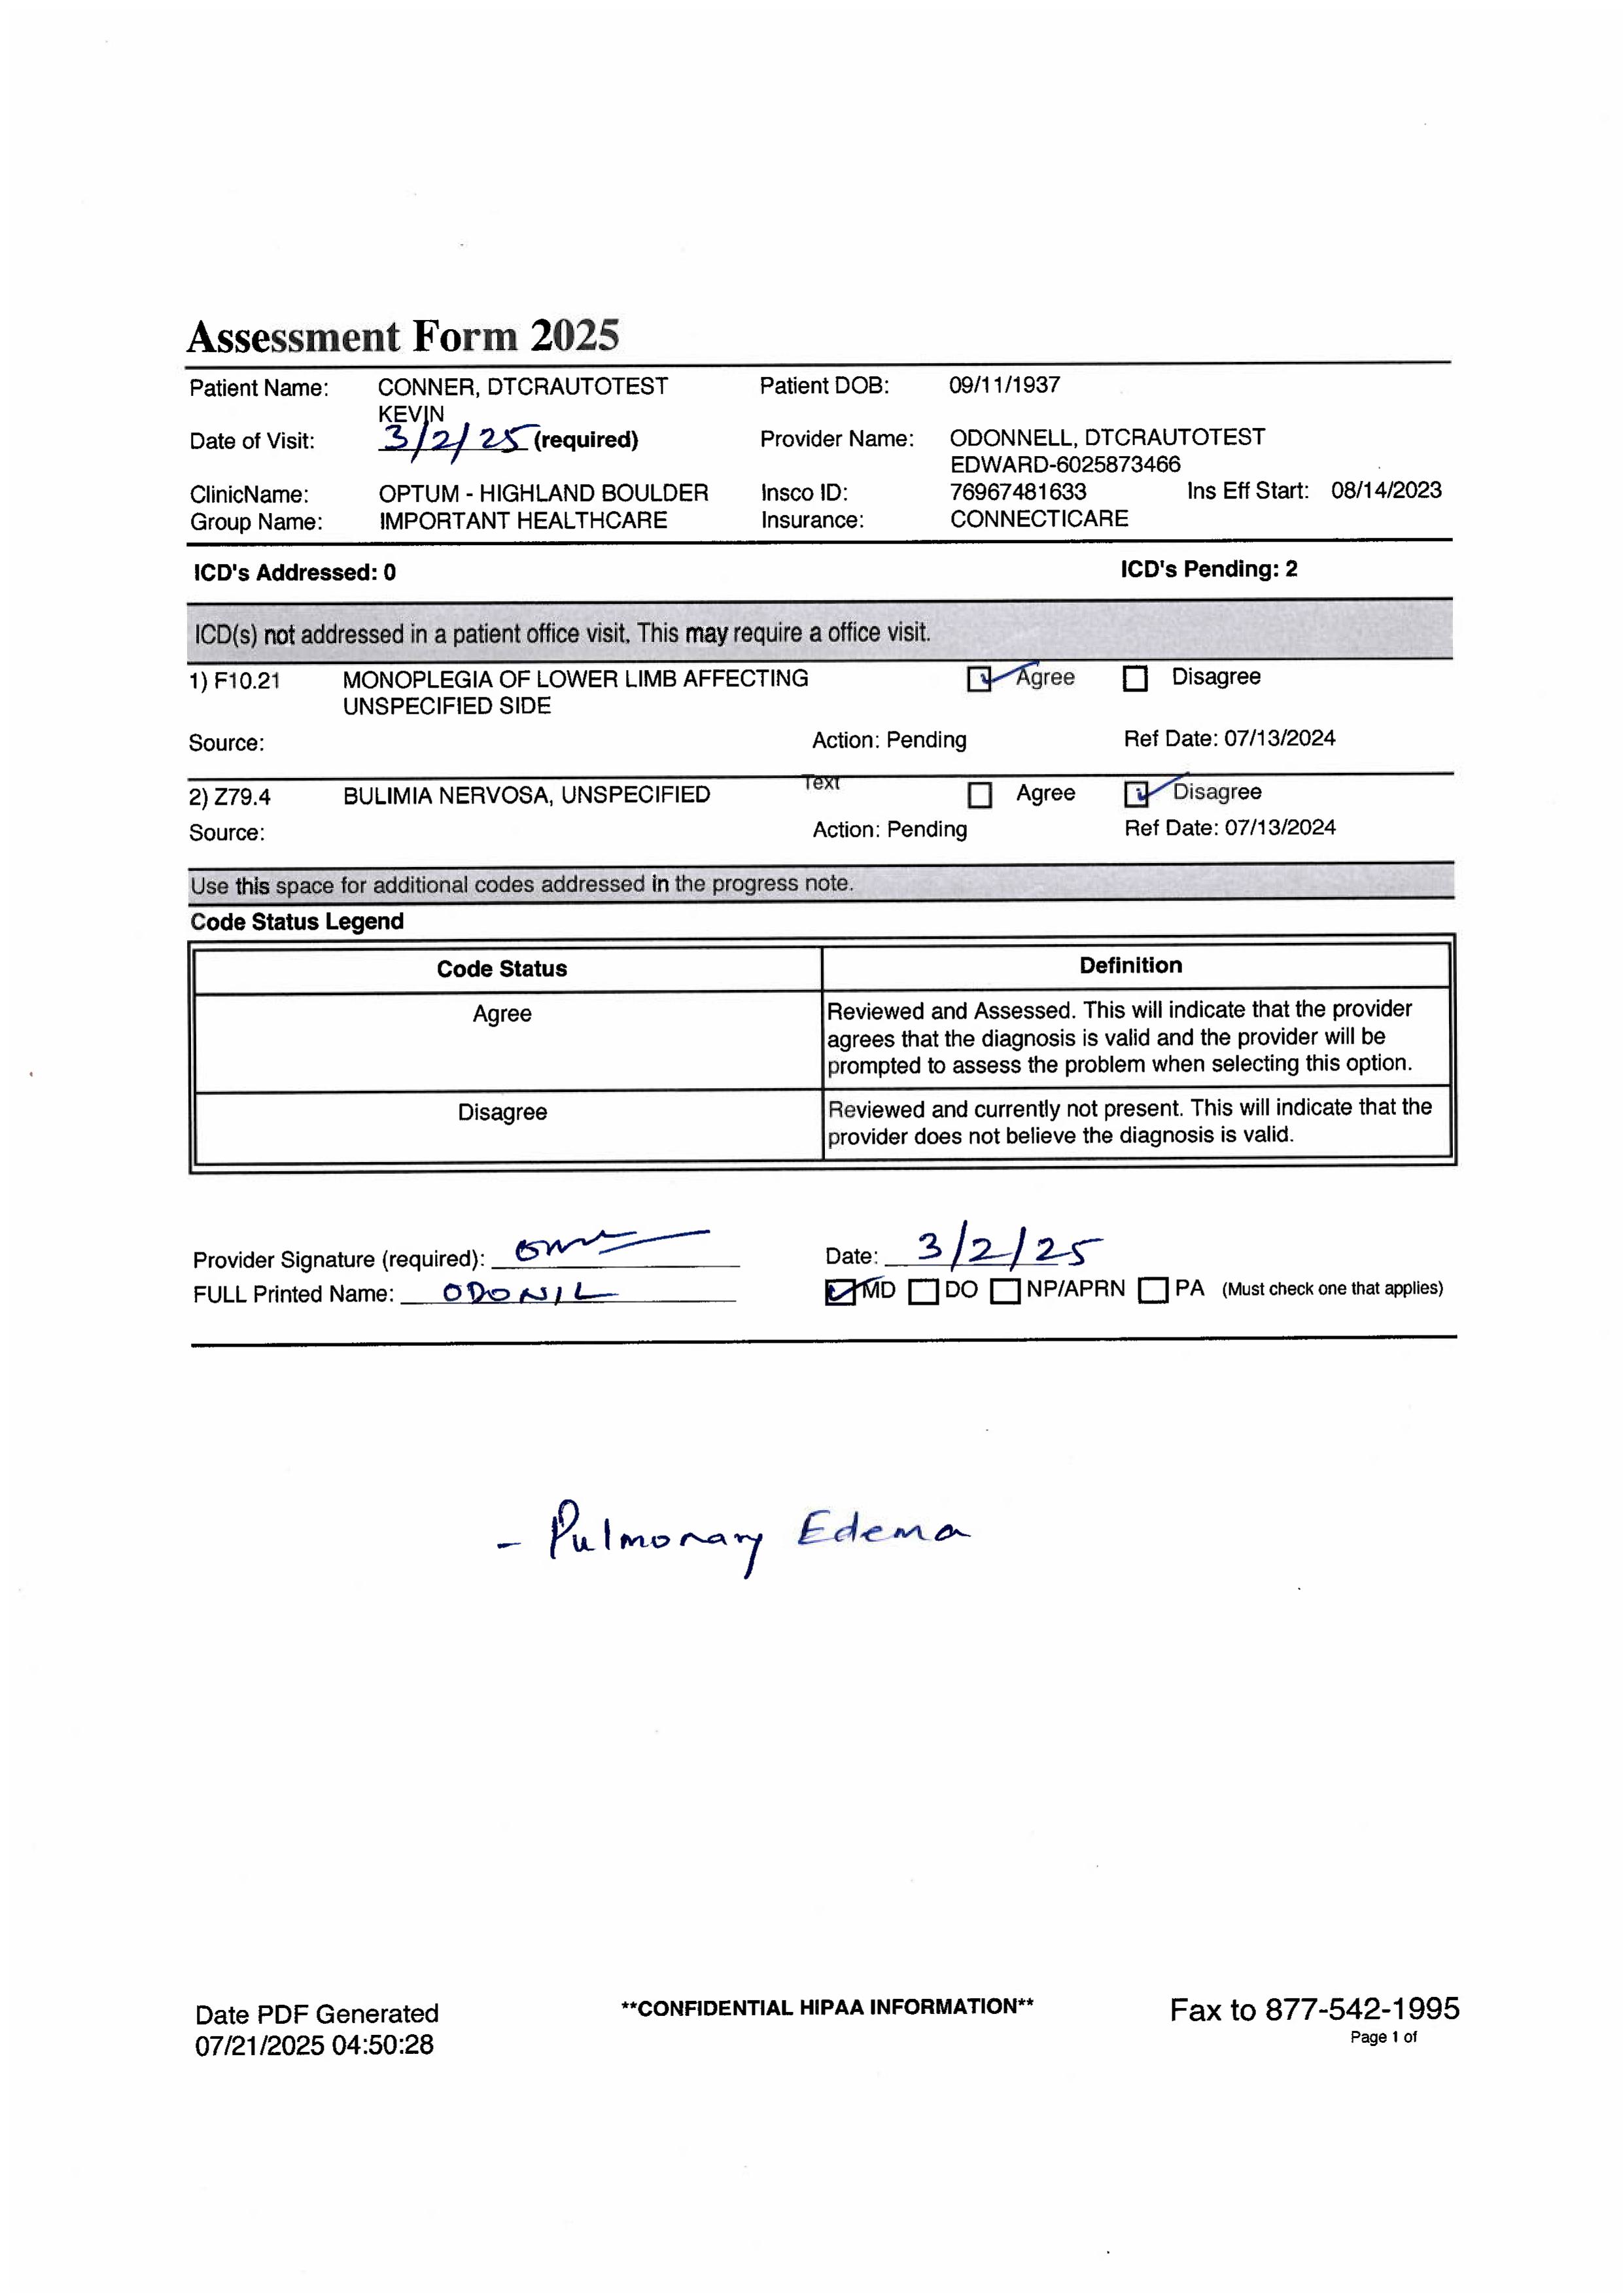 Assessment Form 2025
Patient Name: CONNER, DTCRAUTOTEST KEVIN Patient DOB: 09/11/1937
Date of Visit: 3/2/25 (required) Provider Name: ODONNELL, DTCRAUTOTEST EDWARD-6025873466
ClinicName: OPTUM - HIGHLAND BOULDER Insco ID: 76967481633 Ins Eff Start: 08/14/2023
Group Name: IMPORTANT HEALTHCARE Insurance: CONNECTICARE
ICD's Addressed: 0 ICD's Pending: 2
ICD(s) not addressed in a patient office visit. This may require a office visit.
1) F10.21 MONOPLEGIA OF LOWER LIMB AFFECTING UNSPECIFIED SIDE Agree Disagree
Source: Action: Pending Ref Date: 07/13/2024
Text
2) Z79.4 BULIMIA NERVOSA, UNSPECIFIED Agree Disagree
Source: Action: Pending Ref Date: 07/13/2024
Use this space for additional codes addressed in the progress note.
Code Status Legend
Code Status Definition
Agree Reviewed and Assessed. This will indicate that the provider
agrees that the diagnosis is valid and the provider will be
prompted to assess the problem when selecting this option.
Disagree Reviewed and currently not present. This will indicate that the
provider does not believe the diagnosis is valid.
Provider Signature (required): Date: 3/2/25
FULL Printed Name: ODONIL MD DO NP/APRN PA (Must check one that applies)
- Pulmonary Edema
Date PDF Generated **CONFIDENTIAL HIPAA INFORMATION** Fax to 877-542-1995
07/21/2025 04:50:28 Page 1 of